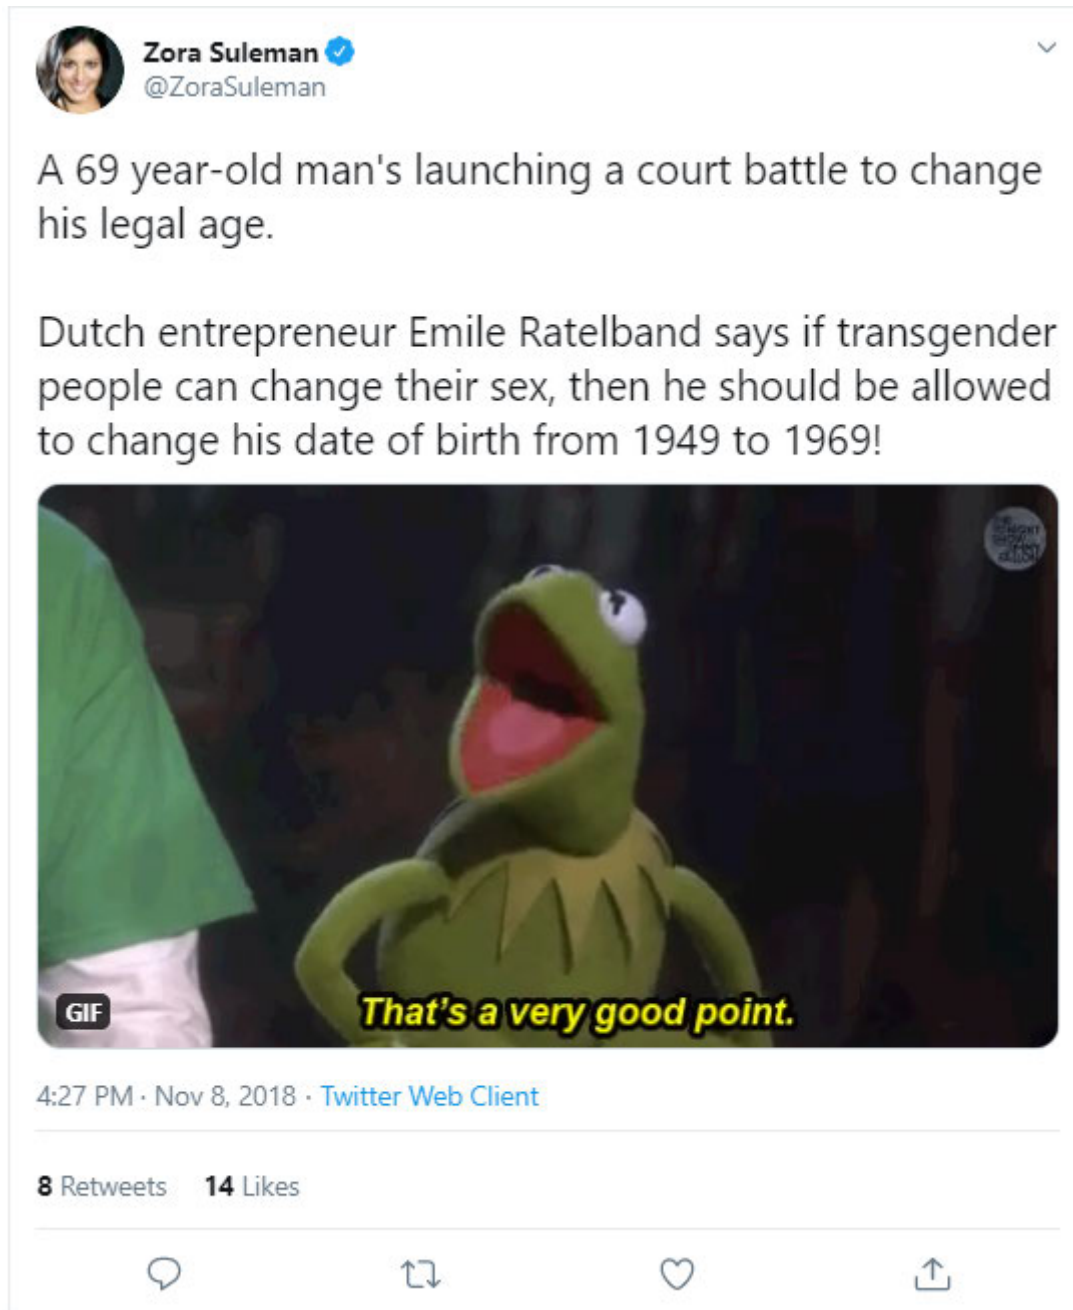 Zora Suleman
@ZoraSuleman
A 69 year-old man's launching a court battle to change
his legal age.
Dutch entrepreneur Emile Ratelband says if transgender
people can change their sex, then he should be allowed
to change his date of birth from 1949 to 1969!
THE
TONIGHT
SHOW
GIF
That's a very good point.
4:27 PM · Nov 8, 2018 · Twitter Web Client
8 Retweets 14 Likes